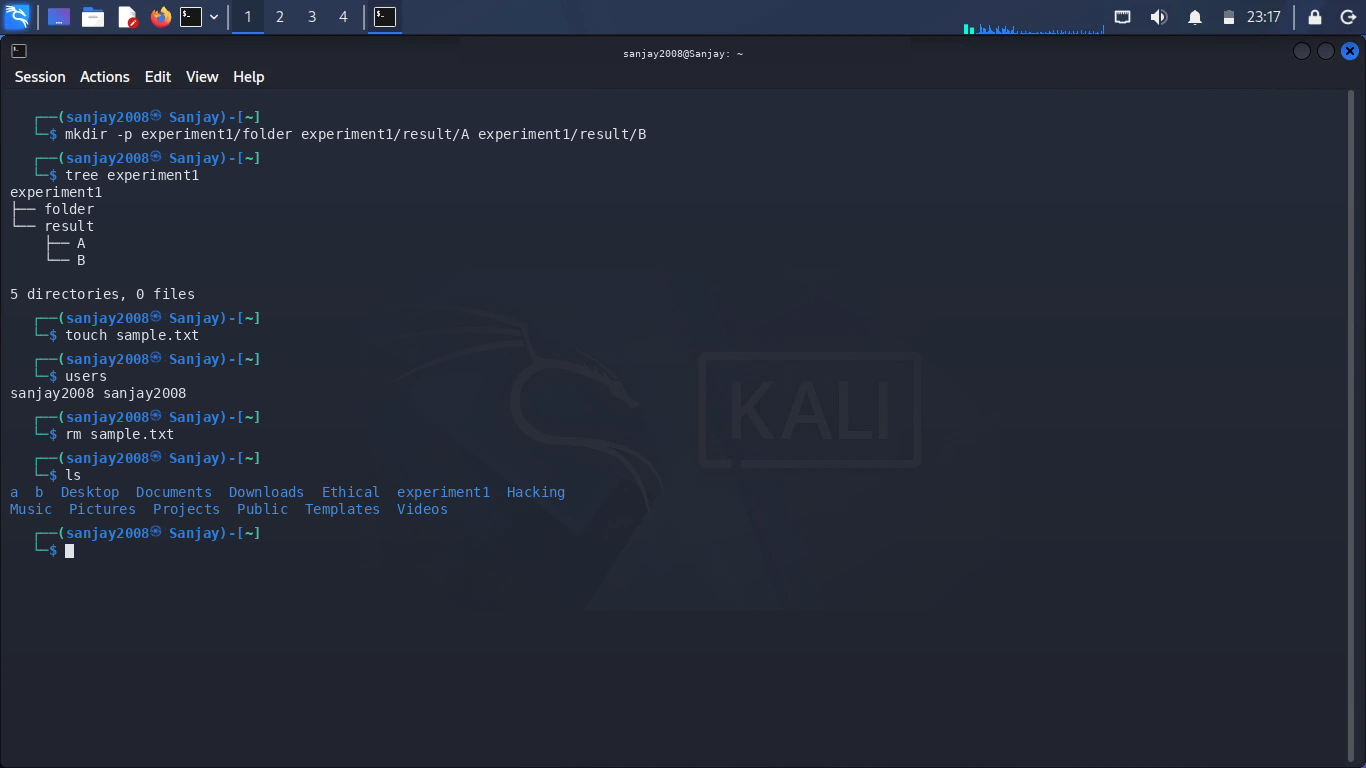 1 2 3 4 23:17
sanjay2008@Sanjay: ~
Session Actions Edit View Help
┌──(sanjay2008㉿ Sanjay)-[~]
└─$ mkdir -p experiment1/folder experiment1/result/A experiment1/result/B
┌──(sanjay2008㉿ Sanjay)-[~]
└─$ tree experiment1
experiment1
├── folder
└── result
    ├── A
    └── B
5 directories, 0 files
┌──(sanjay2008㉿ Sanjay)-[~]
└─$ touch sample.txt
┌──(sanjay2008㉿ Sanjay)-[~]
└─$ users
sanjay2008 sanjay2008
┌──(sanjay2008㉿ Sanjay)-[~]
└─$ rm sample.txt
┌──(sanjay2008㉿ Sanjay)-[~]
└─$ ls
a  b  Desktop  Documents  Downloads  Ethical  experiment1  Hacking
Music  Pictures  Projects  Public  Templates  Videos
┌──(sanjay2008㉿ Sanjay)-[~]
└─$
KALI